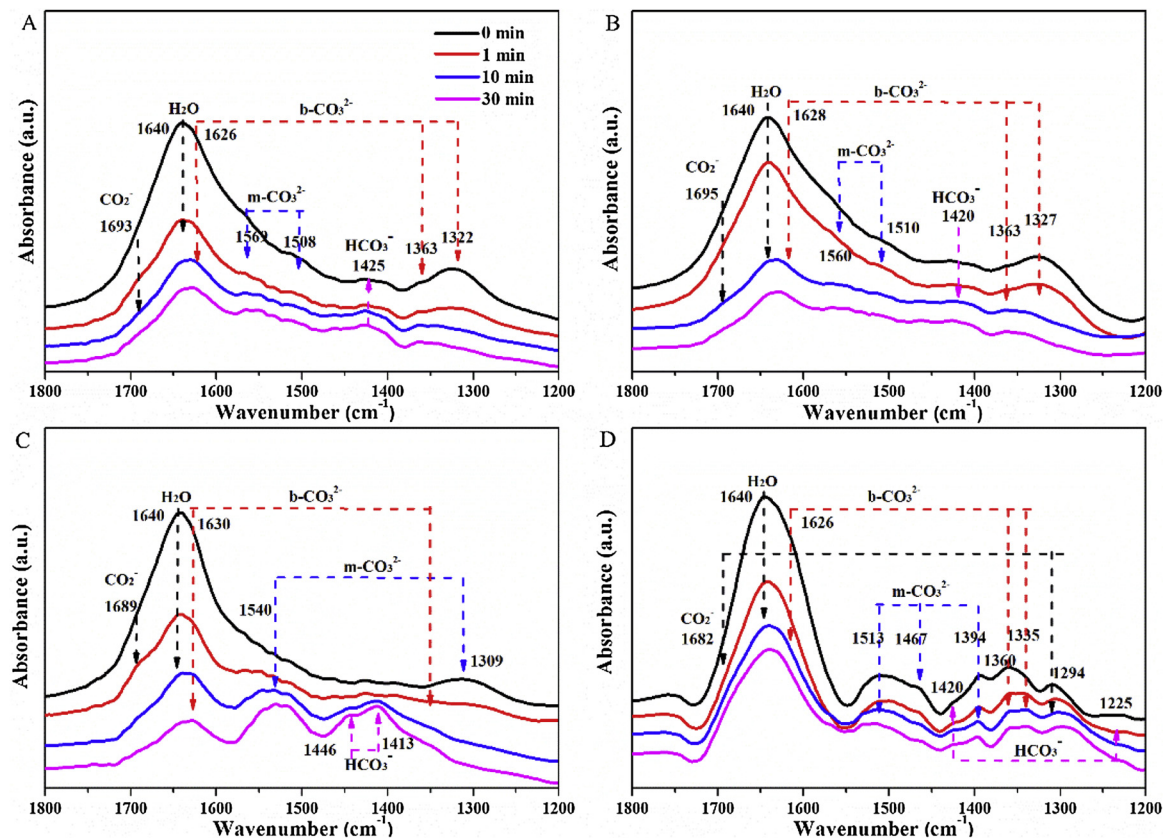 A
0 min
1 min
10 min
30 min
H₂O
b-CO₃²⁻
1640
1626
CO₂⁻
1693
m-CO₃²⁻
1569
1508
HCO₃⁻
1425
1363
1322
Absorbance (a.u.)
1800 1700 1600 1500 1400 1300 1200
Wavenumber (cm⁻¹)
B
H₂O
b-CO₃²⁻
1640
1628
CO₂⁻
1695
m-CO₃²⁻
1560
1510
HCO₃⁻
1420
1363
1327
Absorbance (a.u.)
1800 1700 1600 1500 1400 1300 1200
Wavenumber (cm⁻¹)
C
H₂O
b-CO₃²⁻
1640
1630
CO₂⁻
1689
m-CO₃²⁻
1540
1309
1446
1413
HCO₃⁻
Absorbance (a.u.)
1800 1700 1600 1500 1400 1300 1200
Wavenumber (cm⁻¹)
D
H₂O
b-CO₃²⁻
1640
1626
CO₂⁻
1682
m-CO₃²⁻
1513
1467
1394
1335
1360
1294
1420
1225
HCO₃⁻
Absorbance (a.u.)
1800 1700 1600 1500 1400 1300 1200
Wavenumber (cm⁻¹)